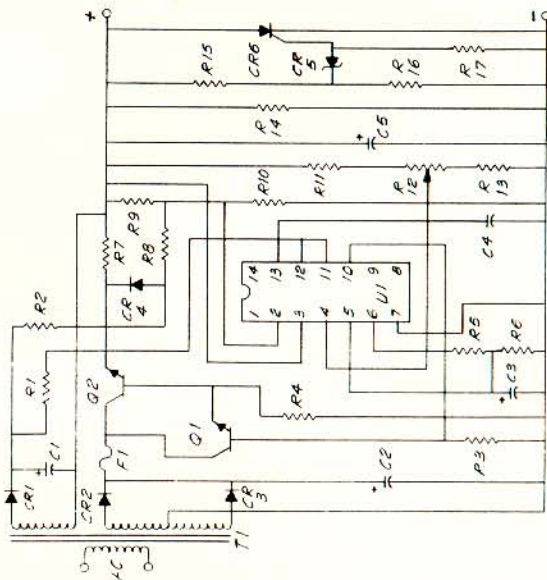 AC
T1
CR1
CR2
CR
3
C1
F1
C2
R1
R2
Q2
Q1
R3
R4
CR
4
R7
R8
R9
R10
1
2
3
4
5
6
7
14
13
12
11
10
9
8
U1
R5
R6
C3
C4
R11
R
12
R
13
+
C5
R
14
R15
R
16
R
17
CR6
CR
5
+
-
+
+
+